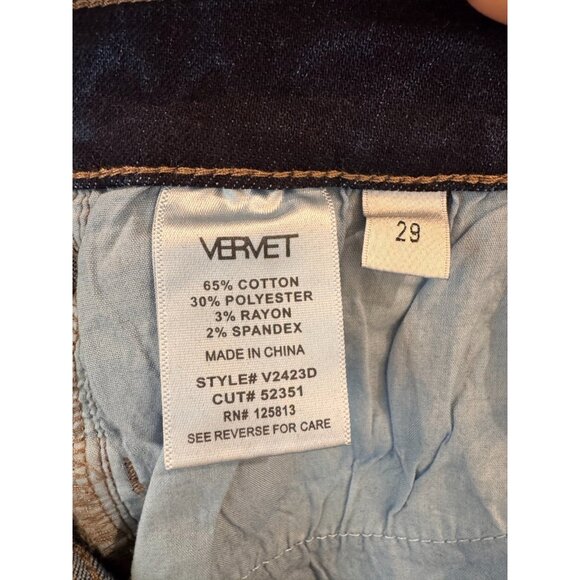 VERVET
65% COTTON
30% POLYESTER
3% RAYON
2% SPANDEX
MADE IN CHINA
STYLE# V2423D
CUT# 52351
RN# 125813
SEE REVERSE FOR CARE
29